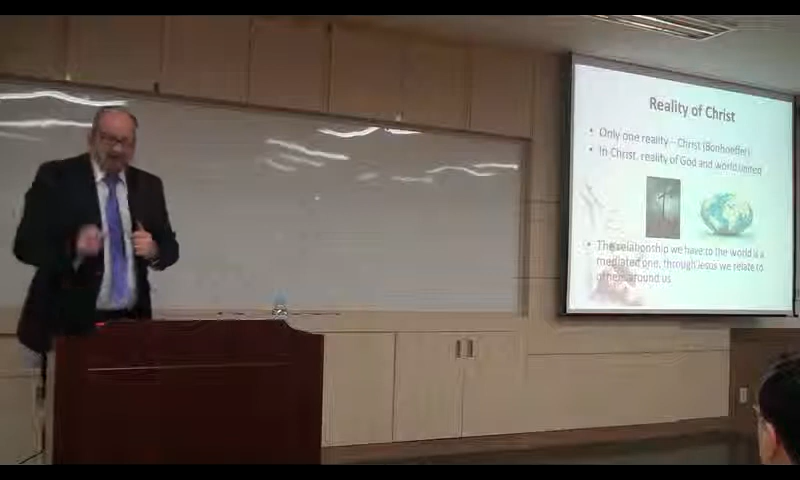 Reality of Christ
• Only one reality – Christ (Bonhoeffer)
• In Christ, reality of God and world united
• The relationship we have to the world is a
mediated one, through Jesus we relate to
others around us